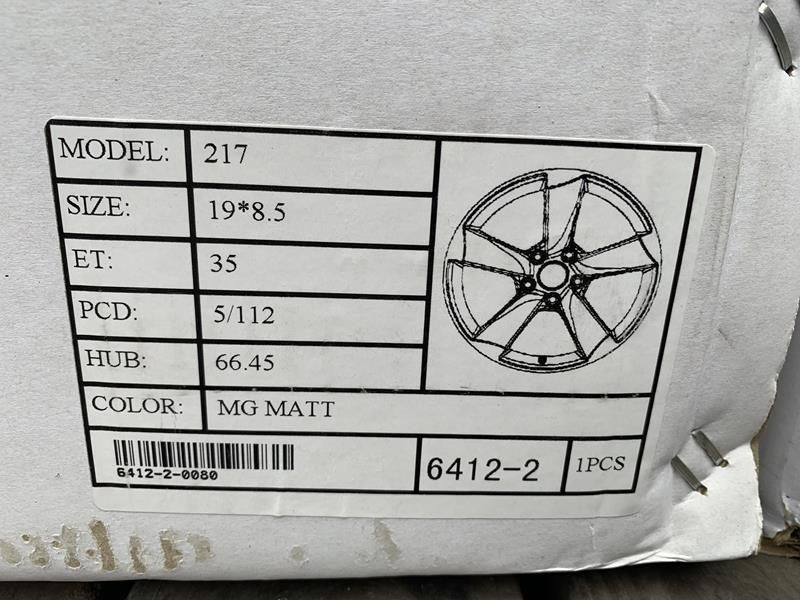 MODEL: 217
SIZE: 19*8.5
ET: 35
PCD: 5/112
HUB: 66.45
COLOR: MG MATT
6412-2-0080
6412-2
1PCS